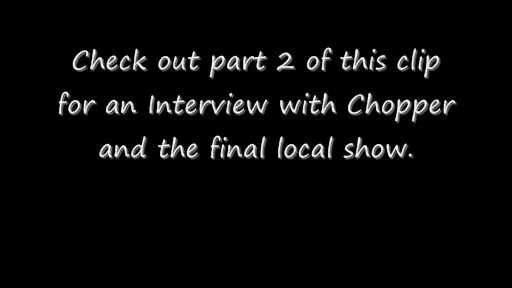 Check out part 2 of this clip
for an Interview with Chopper
and the final local show.